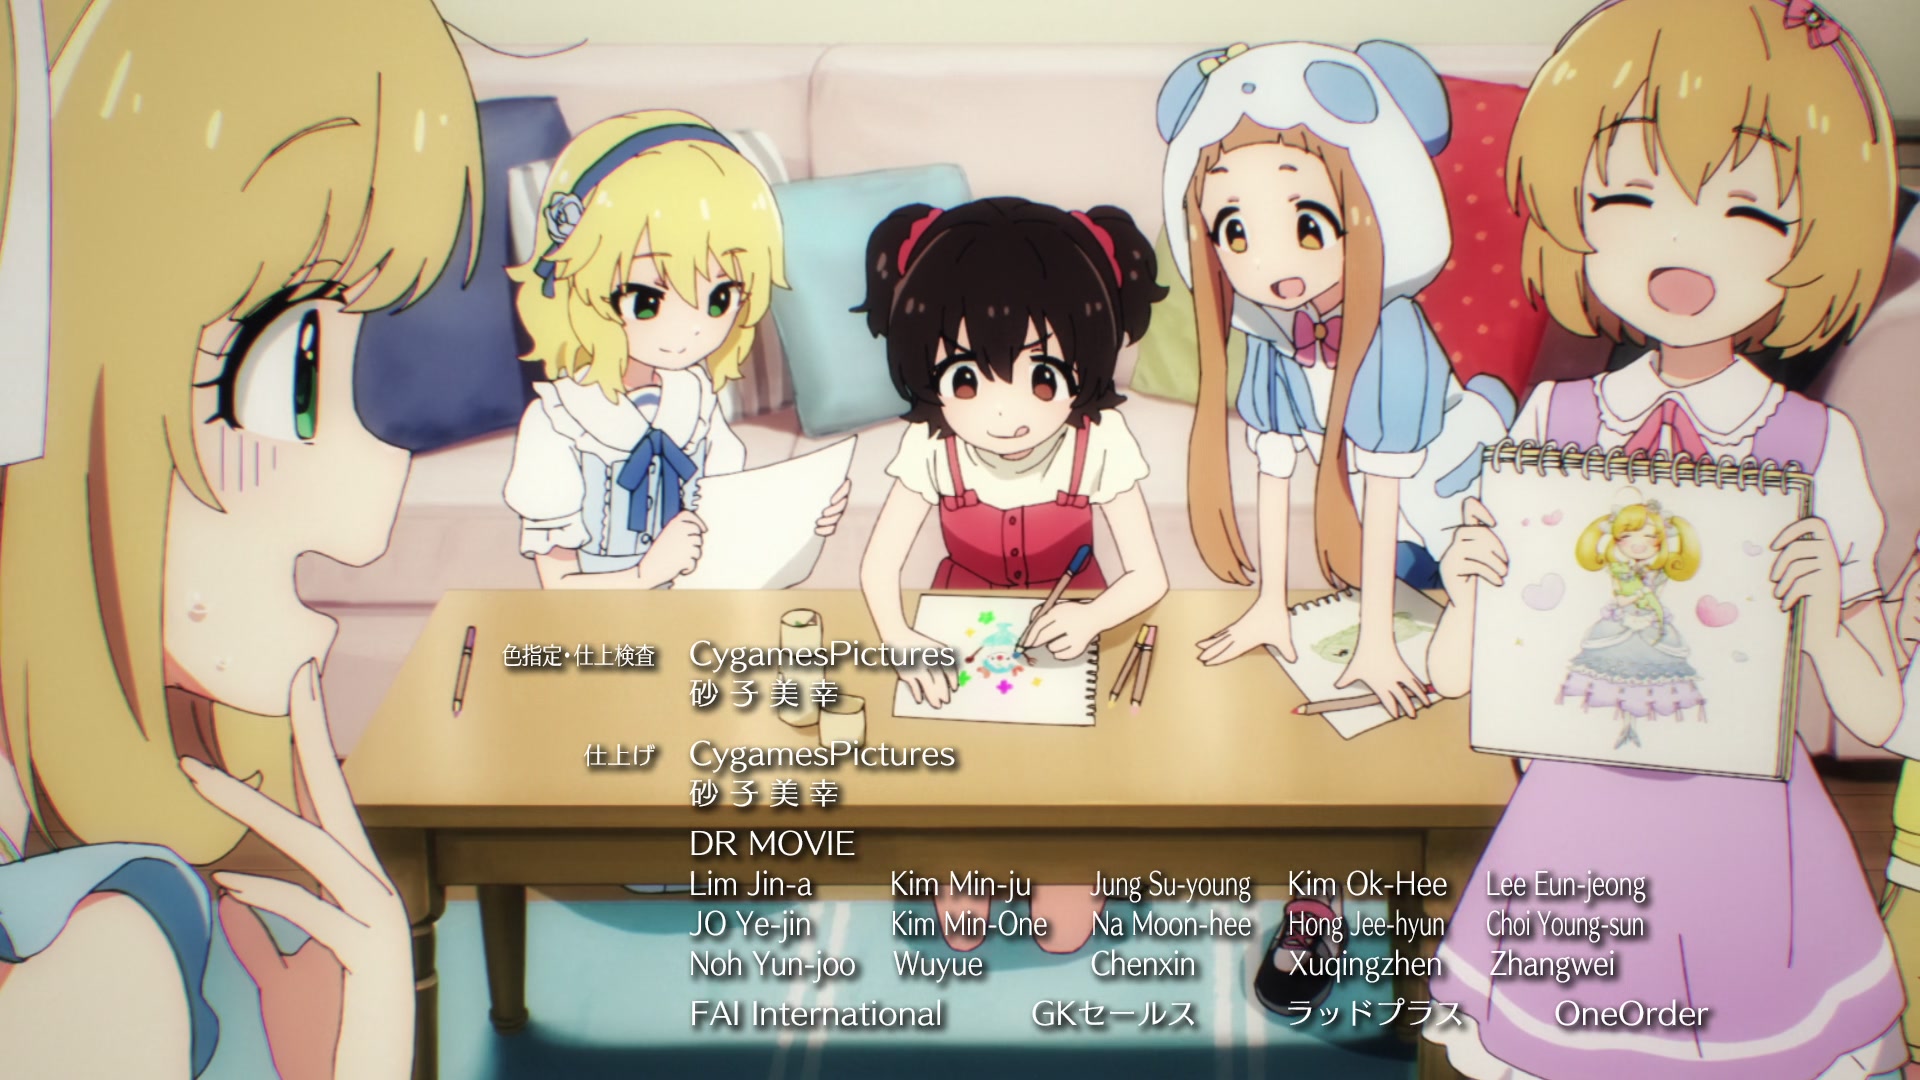 色指定・仕上検査 CygamesPictures
砂子美幸
仕上げ CygamesPictures
砂子美幸
DR MOVIE
Lim Jin-a Kim Min-ju Jung Su-young Kim Ok-Hee Lee Eun-jeong
JO Ye-jin Kim Min-One Na Moon-hee Hong Jee-hyun Choi Young-sun
Noh Yun-joo Wuyue Chenxin Xuqingzhen Zhangwei
FAI International GKセールス ラッドプラス OneOrder